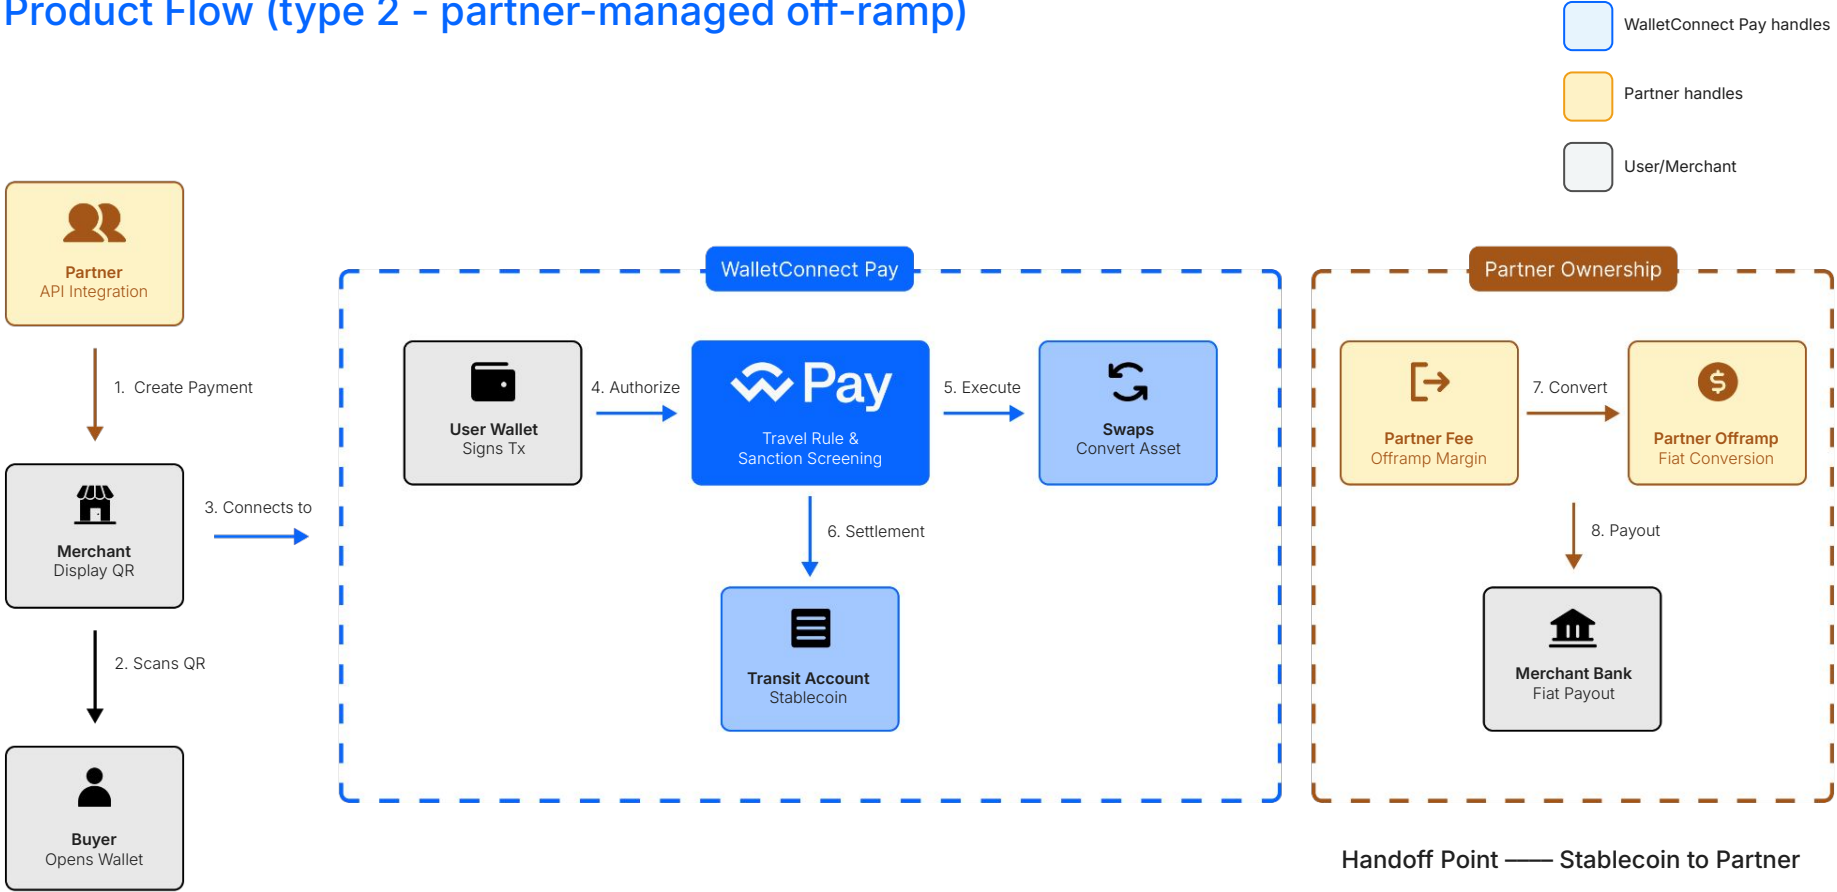 Product Flow (type 2 - partner-managed off-ramp)
WalletConnect Pay handles
Partner handles
User/Merchant
Partner
API Integration
1. Create Payment
Merchant
Display QR
2. Scans QR
Buyer
Opens Wallet
3. Connects to
WalletConnect Pay
User Wallet
Signs Tx
4. Authorize
Pay
Travel Rule &
Sanction Screening
5. Execute
Swaps
Convert Asset
6. Settlement
Transit Account
Stablecoin
Partner Ownership
Partner Fee
Offramp Margin
7. Convert
Partner Offramp
Fiat Conversion
8. Payout
Merchant Bank
Fiat Payout
Handoff Point —— Stablecoin to Partner